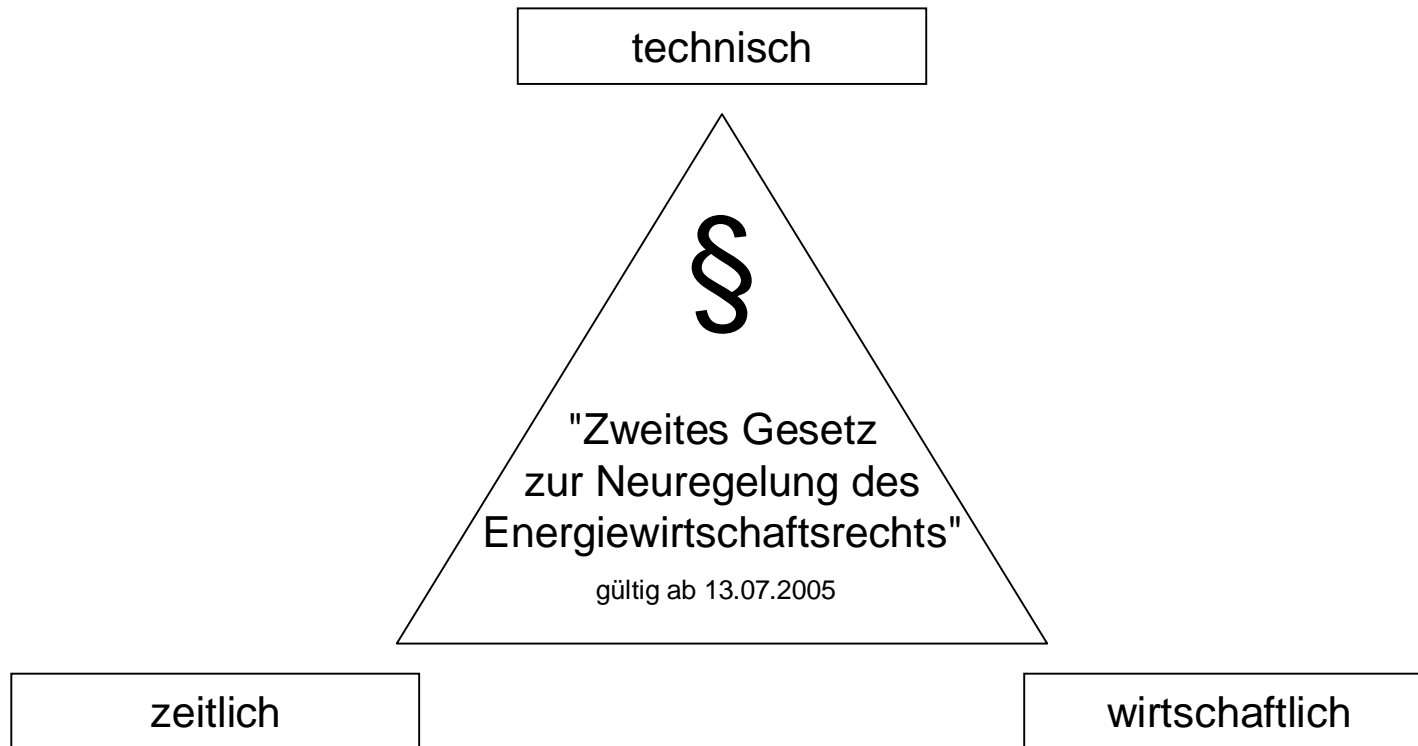 technisch
§
"Zweites Gesetz
zur Neuregelung des
Energiewirtschaftsrechts"
gültig ab 13.07.2005
zeitlich
wirtschaftlich